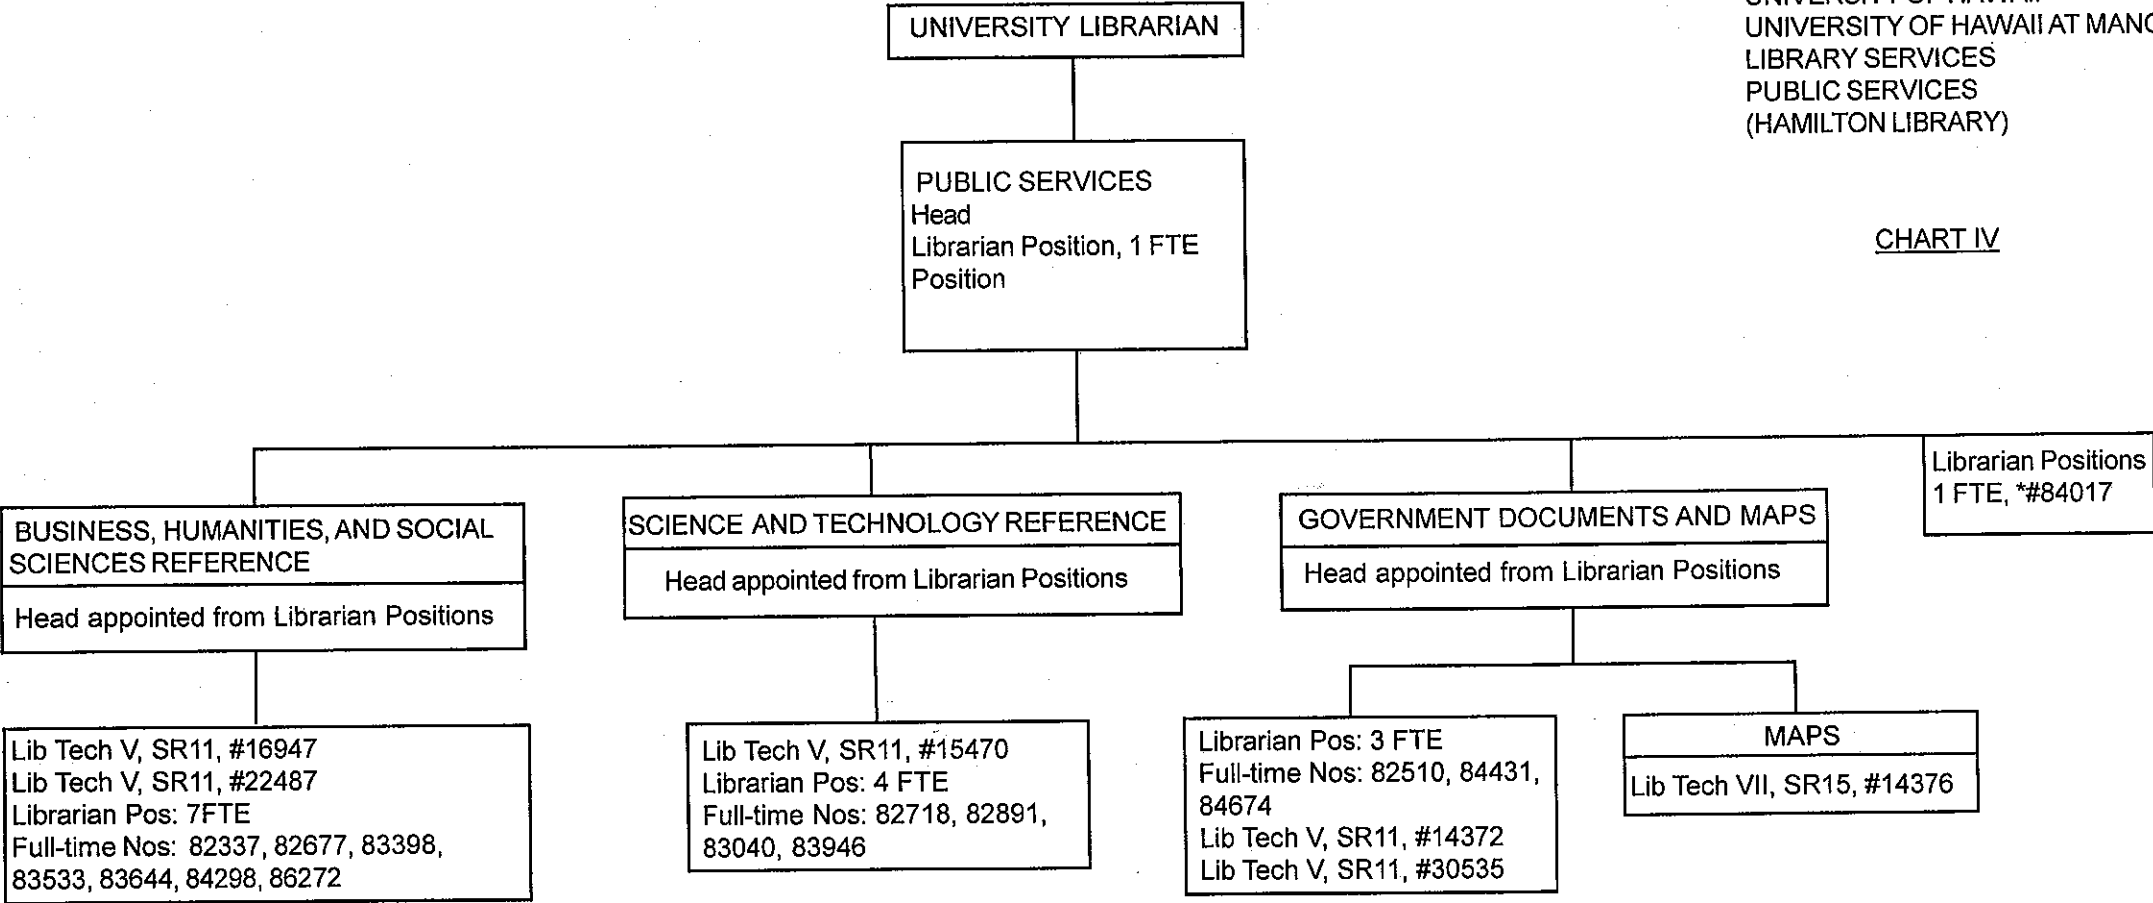 UNIVERSITY LIBRARIAN
UNIVERSITY OF HAWAII AT
LIBRARY SERVICES
PUBLIC SERVICES
(HAMILTON LIBRARY)
CHART IV
PUBLIC SERVICES
Head
Librarian Position, 1 FTE
Position
BUSINESS, HUMANITIES, AND SOCIAL
SCIENCES REFERENCE
Head appointed from Librarian Positions
Lib Tech V, SR11, #16947
Lib Tech V, SR11, #22487
Librarian Pos: 7FTE
Full-time Nos: 82337, 82677, 83398,
83533, 83644, 84298, 86272
SCIENCE AND TECHNOLOGY REFERENCE
Head appointed from Librarian Positions
Lib Tech V, SR11, #15470
Librarian Pos: 4 FTE
Full-time Nos: 82718, 82891,
83040, 83946
GOVERNMENT DOCUMENTS AND MAPS
Head appointed from Librarian Positions
Librarian Pos: 3 FTE
Full-time Nos: 82510, 84431,
84674
Lib Tech V, SR11, #14372
Lib Tech V, SR11, #30535
MAPS
Lib Tech VII, SR15, #14376
Librarian Positions
1 FTE, *#84017